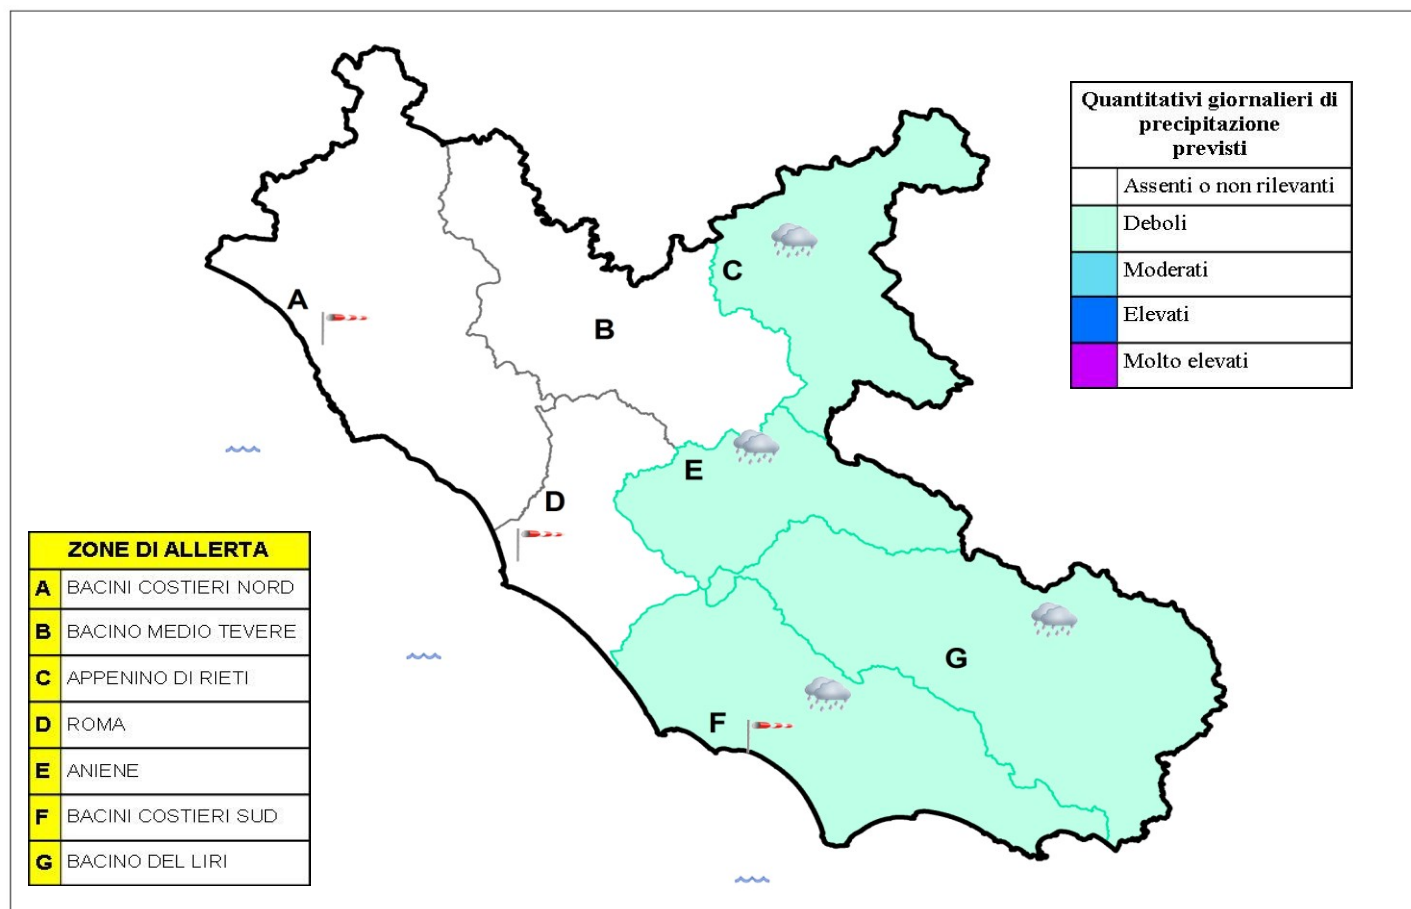 Quantitativi giornalieri di
precipitazione
previsti
Assenti o non rilevanti
Deboli
Moderati
Elevati
Molto elevati
A
B
C
D
E
F
G
ZONE DI ALLERTA
A BACINI COSTIERI NORD
B BACINO MEDIO TEVERE
C APPENINO DI RIETI
D ROMA
E ANIENE
F BACINI COSTIERI SUD
G BACINO DEL LIRI